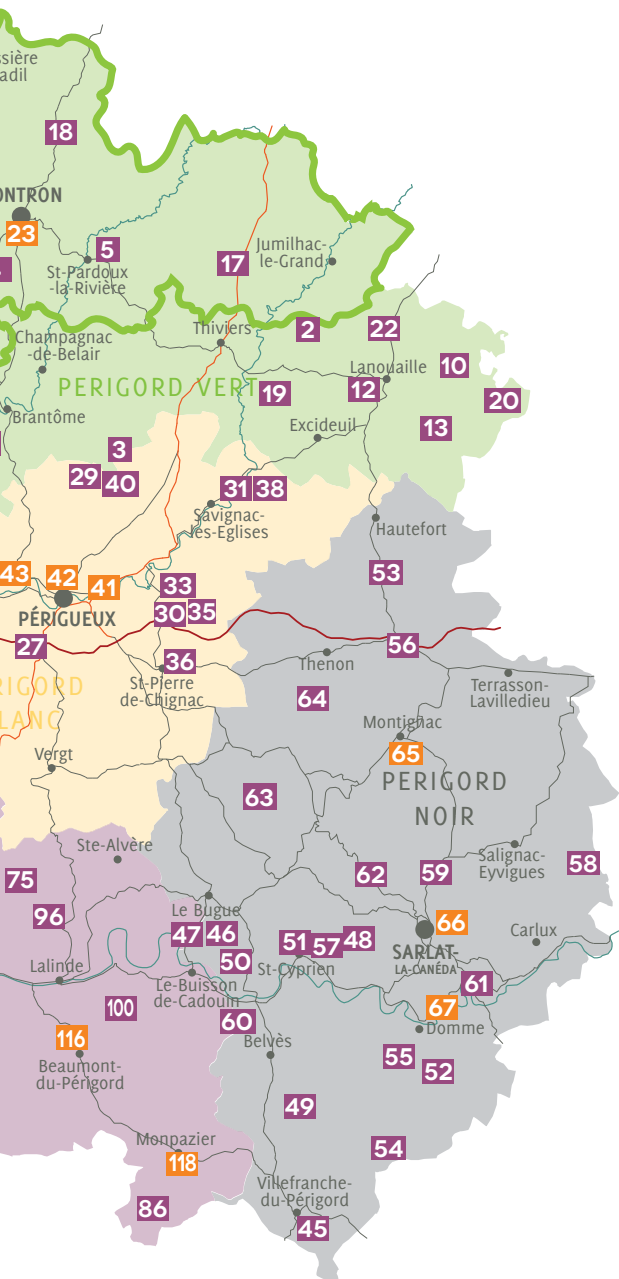 ssière
adil
18
ONTRON
23
5
St-Pardoux
-la-Rivière
17
Jumilhac-
le-Grand
Thiviers
2
22
Champagnac
-de-Belair
PERIGORD VERT
Lanouaille
10
12
19
20
Brantôme
Excideuil
13
3
29
40
31 38
Savignac-
les-Eglises
Hautefort
43
42
41
33
53
PÉRIGUEUX
30 35
27
56
36
Thenon
St-Pierre
de-Chignac
RIGORD
LANC
64
Terrasson-
Lavilledieu
Montignac
65
Vergt
PERIGORD
NOIR
63
Ste-Alvère
Salignac-
Eyvigues
58
75
62
59
96
Le Bugue
66
47 46
51 57 48
SARLAT-
LA-CANÉDA
Carlux
50
St-Cyprien
Lalinde
Le-Buisson
de-Cadouin
61
100
67
60
Domme
116
Belvès
Beaumont-
du-Périgord
55
52
49
Monpazier
54
118
Villefranche-
du-Périgord
86
45